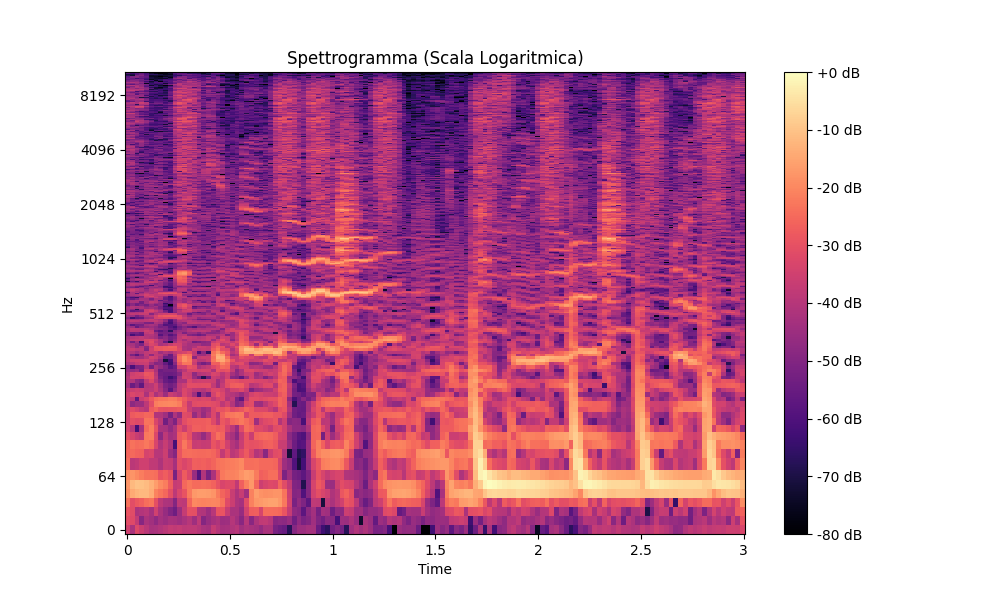 Spettrogramma (Scala Logaritmica)
Hz
8192
4096
2048
1024
512
256
128
64
0
0
0.5
1
1.5
2
2.5
3
Time
+0 dB
-10 dB
-20 dB
-30 dB
-40 dB
-50 dB
-60 dB
-70 dB
-80 dB